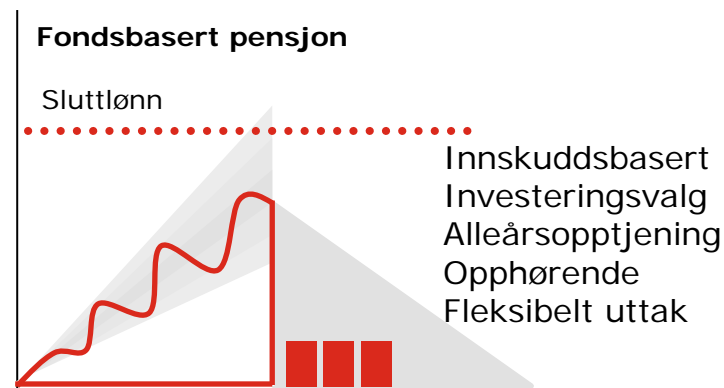 Fondsbasert pensjon
Sluttlønn
Innskuddsbasert
Investeringsvalg
Alleårsopptjening
Opphørende
Fleksibelt uttak